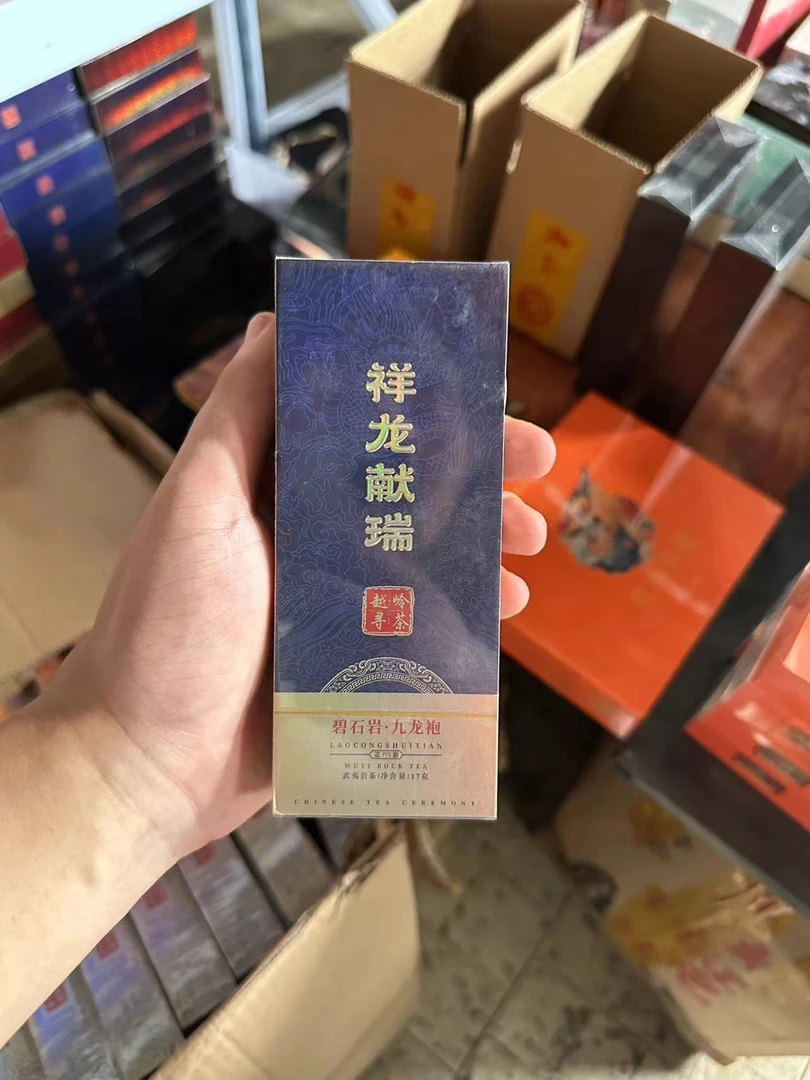 祥龙献瑞
岭茶
越寻
碧石岩·九龙袍
LAOCONGSHUIXIAN
WUYI ROCK TEA
武夷岩茶|净含量:17克
CHINESE TEA CEREMONY